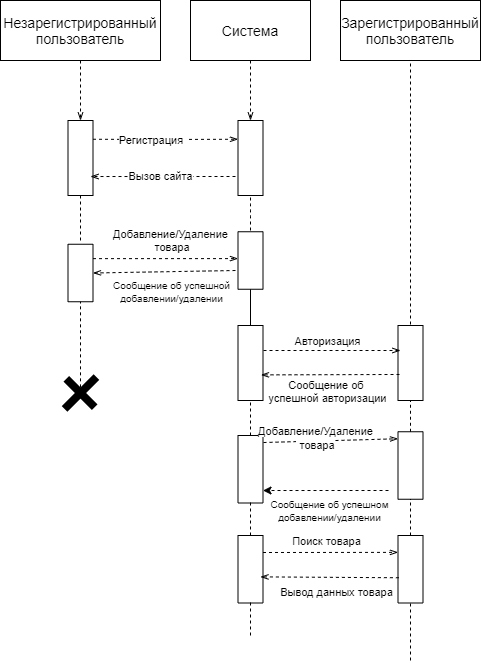 Незарегистрированный
пользователь
Система
Зарегистрированный
пользователь
Регистрация
Вызов сайта
Добавление/Удаление
товара
Сообщение об успешной
добавлении/удалении
Авторизация
Сообщение об
успешной авторизации
Добавление/Удаление
товара
Сообщение об успешном
добавлении/удалении
Поиск товара
Вывод данных товара